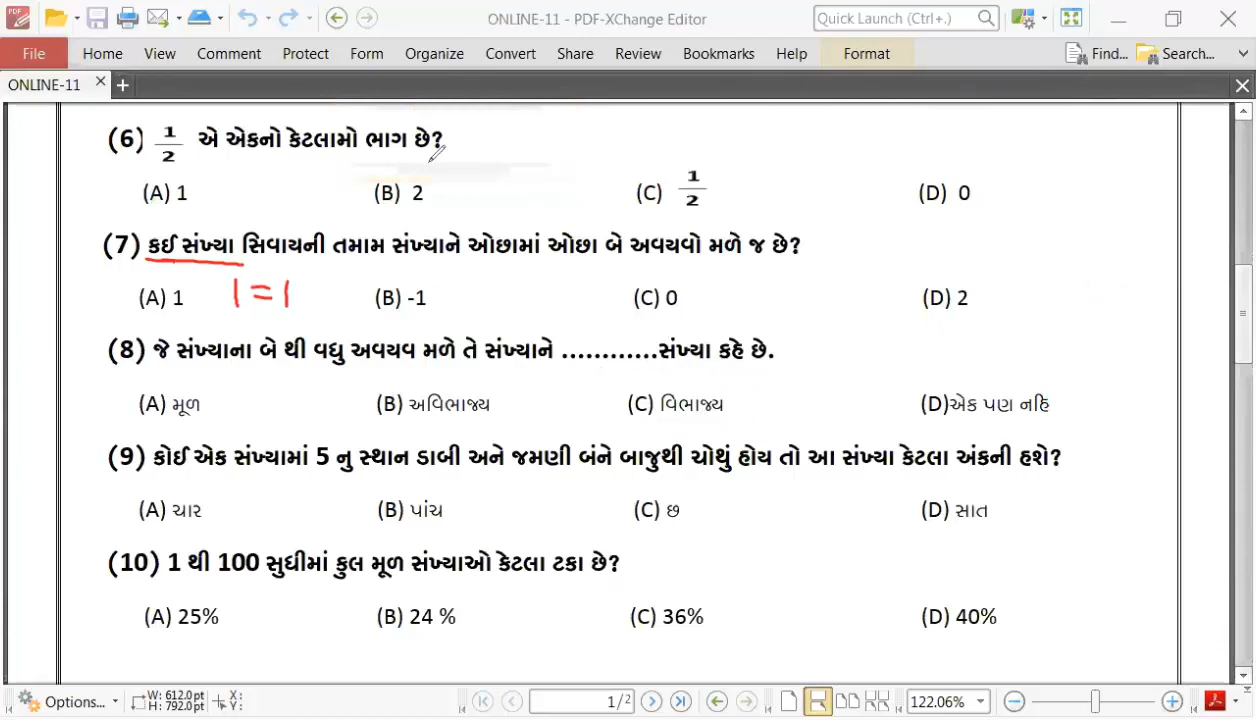 ONLINE-11 - PDF-XChange Editor
Quick Launch (Ctrl+.)
File Home View Comment Protect Form Organize Convert Share Review Bookmarks Help Format Find... Search...
ONLINE-11
(6) 1/2 એ એકનો કેટલામો ભાગ છે?
(A) 1 (B) 2 (C) 1/2 (D) 0
(7) કઈ સંખ્યા સિવાયની તમામ સંખ્યાને ઓછામાં ઓછા બે અવયવો મળે જ છે?
(A) 1 1=1 (B) -1 (C) 0 (D) 2
(8) જે સંખ્યાના બે થી વધુ અવયવ મળે તે સંખ્યાને ............સંખ્યા કહે છે.
(A) મૂળ (B) અવિભાજ્ય (C) વિભાજ્ય (D)એક પણ નહિ
(9) કોઈ એક સંખ્યામાં 5 નુ સ્થાન ડાબી અને જમણી બંને બાજુથી ચોથું હોય તો આ સંખ્યા કેટલા અંકની હશે?
(A) ચાર (B) પાંચ (C) છ (D) સાત
(10) 1 થી 100 સુધીમાં કુલ મૂળ સંખ્યાઓ કેટલા ટકા છે?
(A) 25% (B) 24 % (C) 36% (D) 40%
Options... W: 612.0 pt X:
H: 792.0 pt Y:
1/2 122.06%